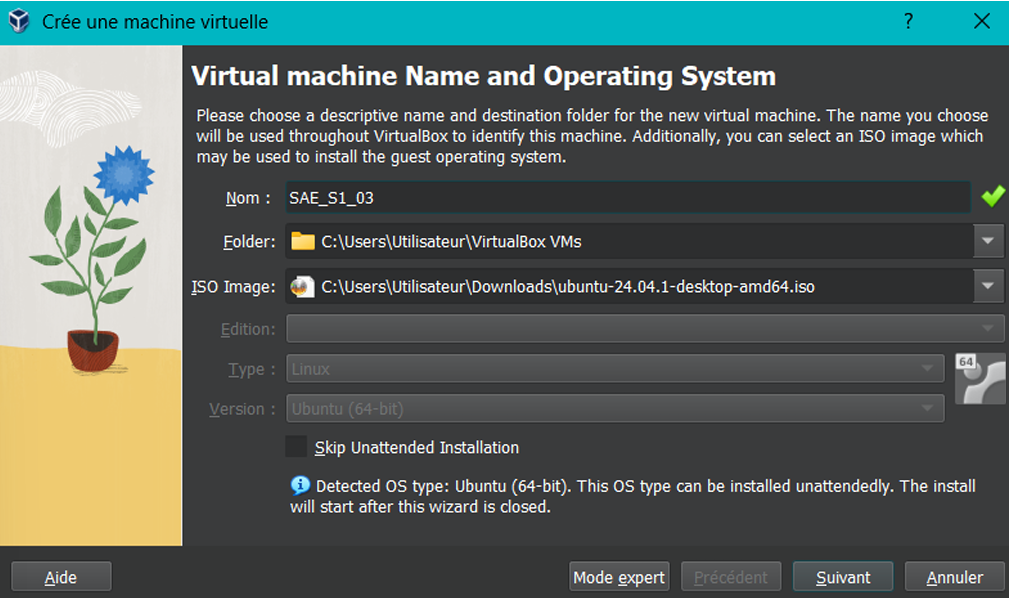 Crée une machine virtuelle
?
Virtual machine Name and Operating System
Please choose a descriptive name and destination folder for the new virtual machine. The name you choose
will be used throughout VirtualBox to identify this machine. Additionally, you can select an ISO image which
may be used to install the guest operating system.
Nom : SAE_S1_03
Folder: C:\Users\Utilisateur\VirtualBox VMs
ISO Image: C:\Users\Utilisateur\Downloads\ubuntu-24.04.1-desktop-amd64.iso
Edition:
Type : Linux
64
Version : Ubuntu (64-bit)
Skip Unattended Installation
Detected OS type: Ubuntu (64-bit). This OS type can be installed unattendedly. The install
will start after this wizard is closed.
Aide Mode expert Précédent Suivant Annuler